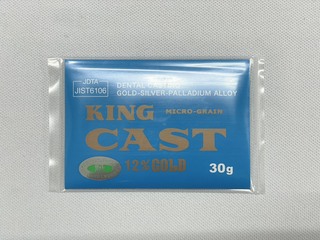 JDTA
JIST6106
DENTAL CASTING
GOLD-SILVER-PALLADIUM ALLOY
KING
MICRO-GRAIN
CAST
12%GOLD
30g